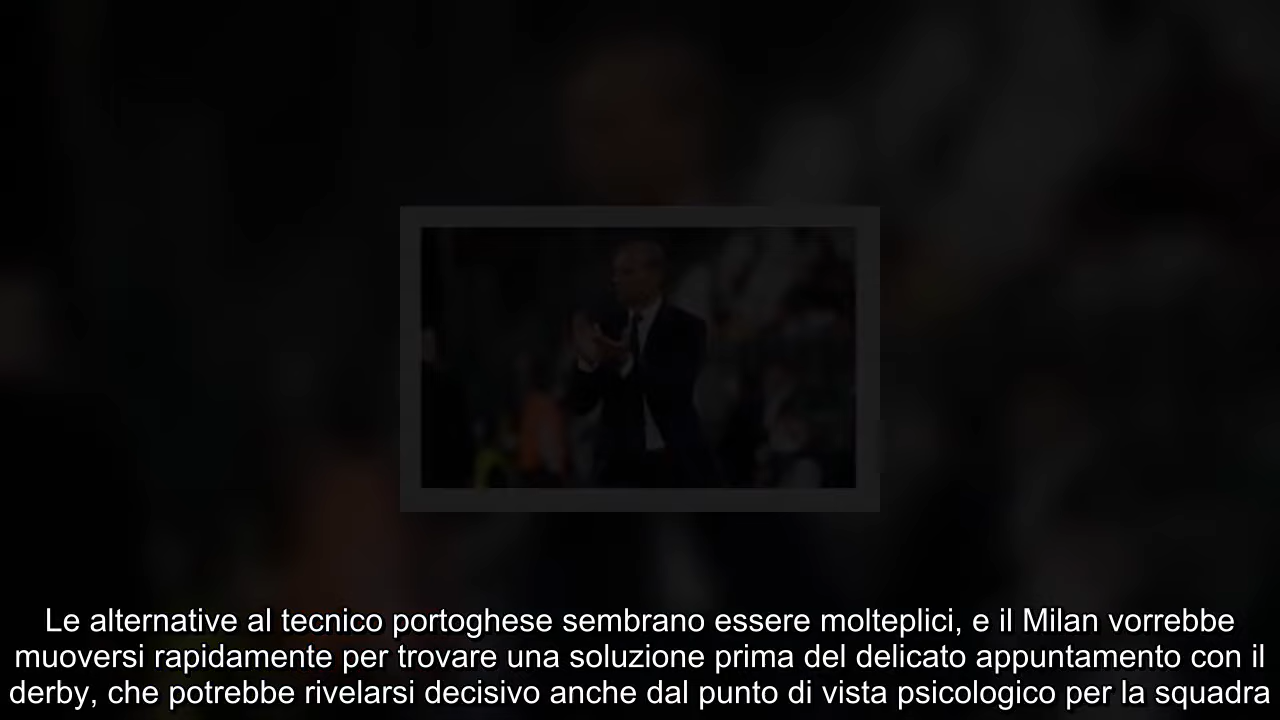 Le alternative al tecnico portoghese sembrano essere molteplici, e il Milan vorrebbe
muoversi rapidamente per trovare una soluzione prima del delicato appuntamento con il
derby, che potrebbe rivelarsi decisivo anche dal punto di vista psicologico per la squadra